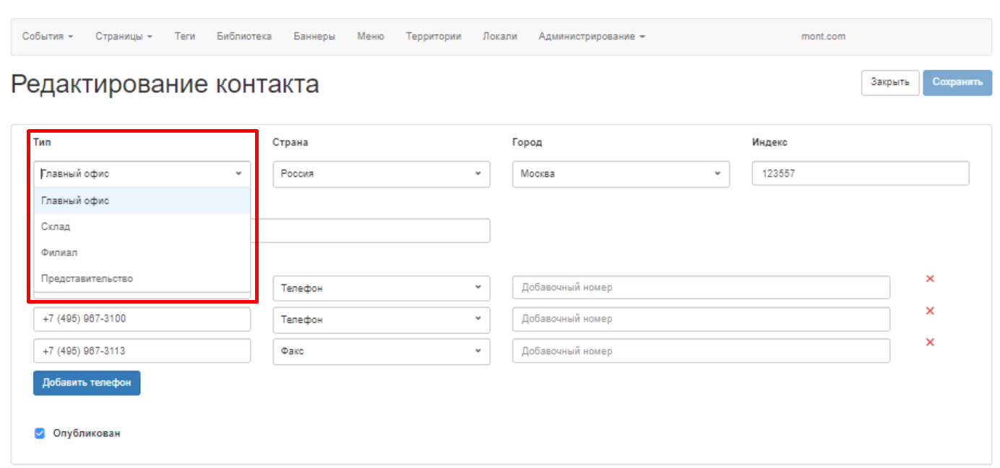 События Страницы Теги Библиотека Баннеры Меню Территории Локали Администрирование mont.com
Редактирование контакта Закрыть Сохранить
Тип Страна Город Индекс
Главный офис Россия Москва 123557
Главный офис
Склад
Филиал
Представительство
Телефон Добавочный номер
+7 (495) 967-3100 Телефон Добавочный номер
+7 (495) 967-3113 Факс Добавочный номер
Добавить телефон
Опубликован